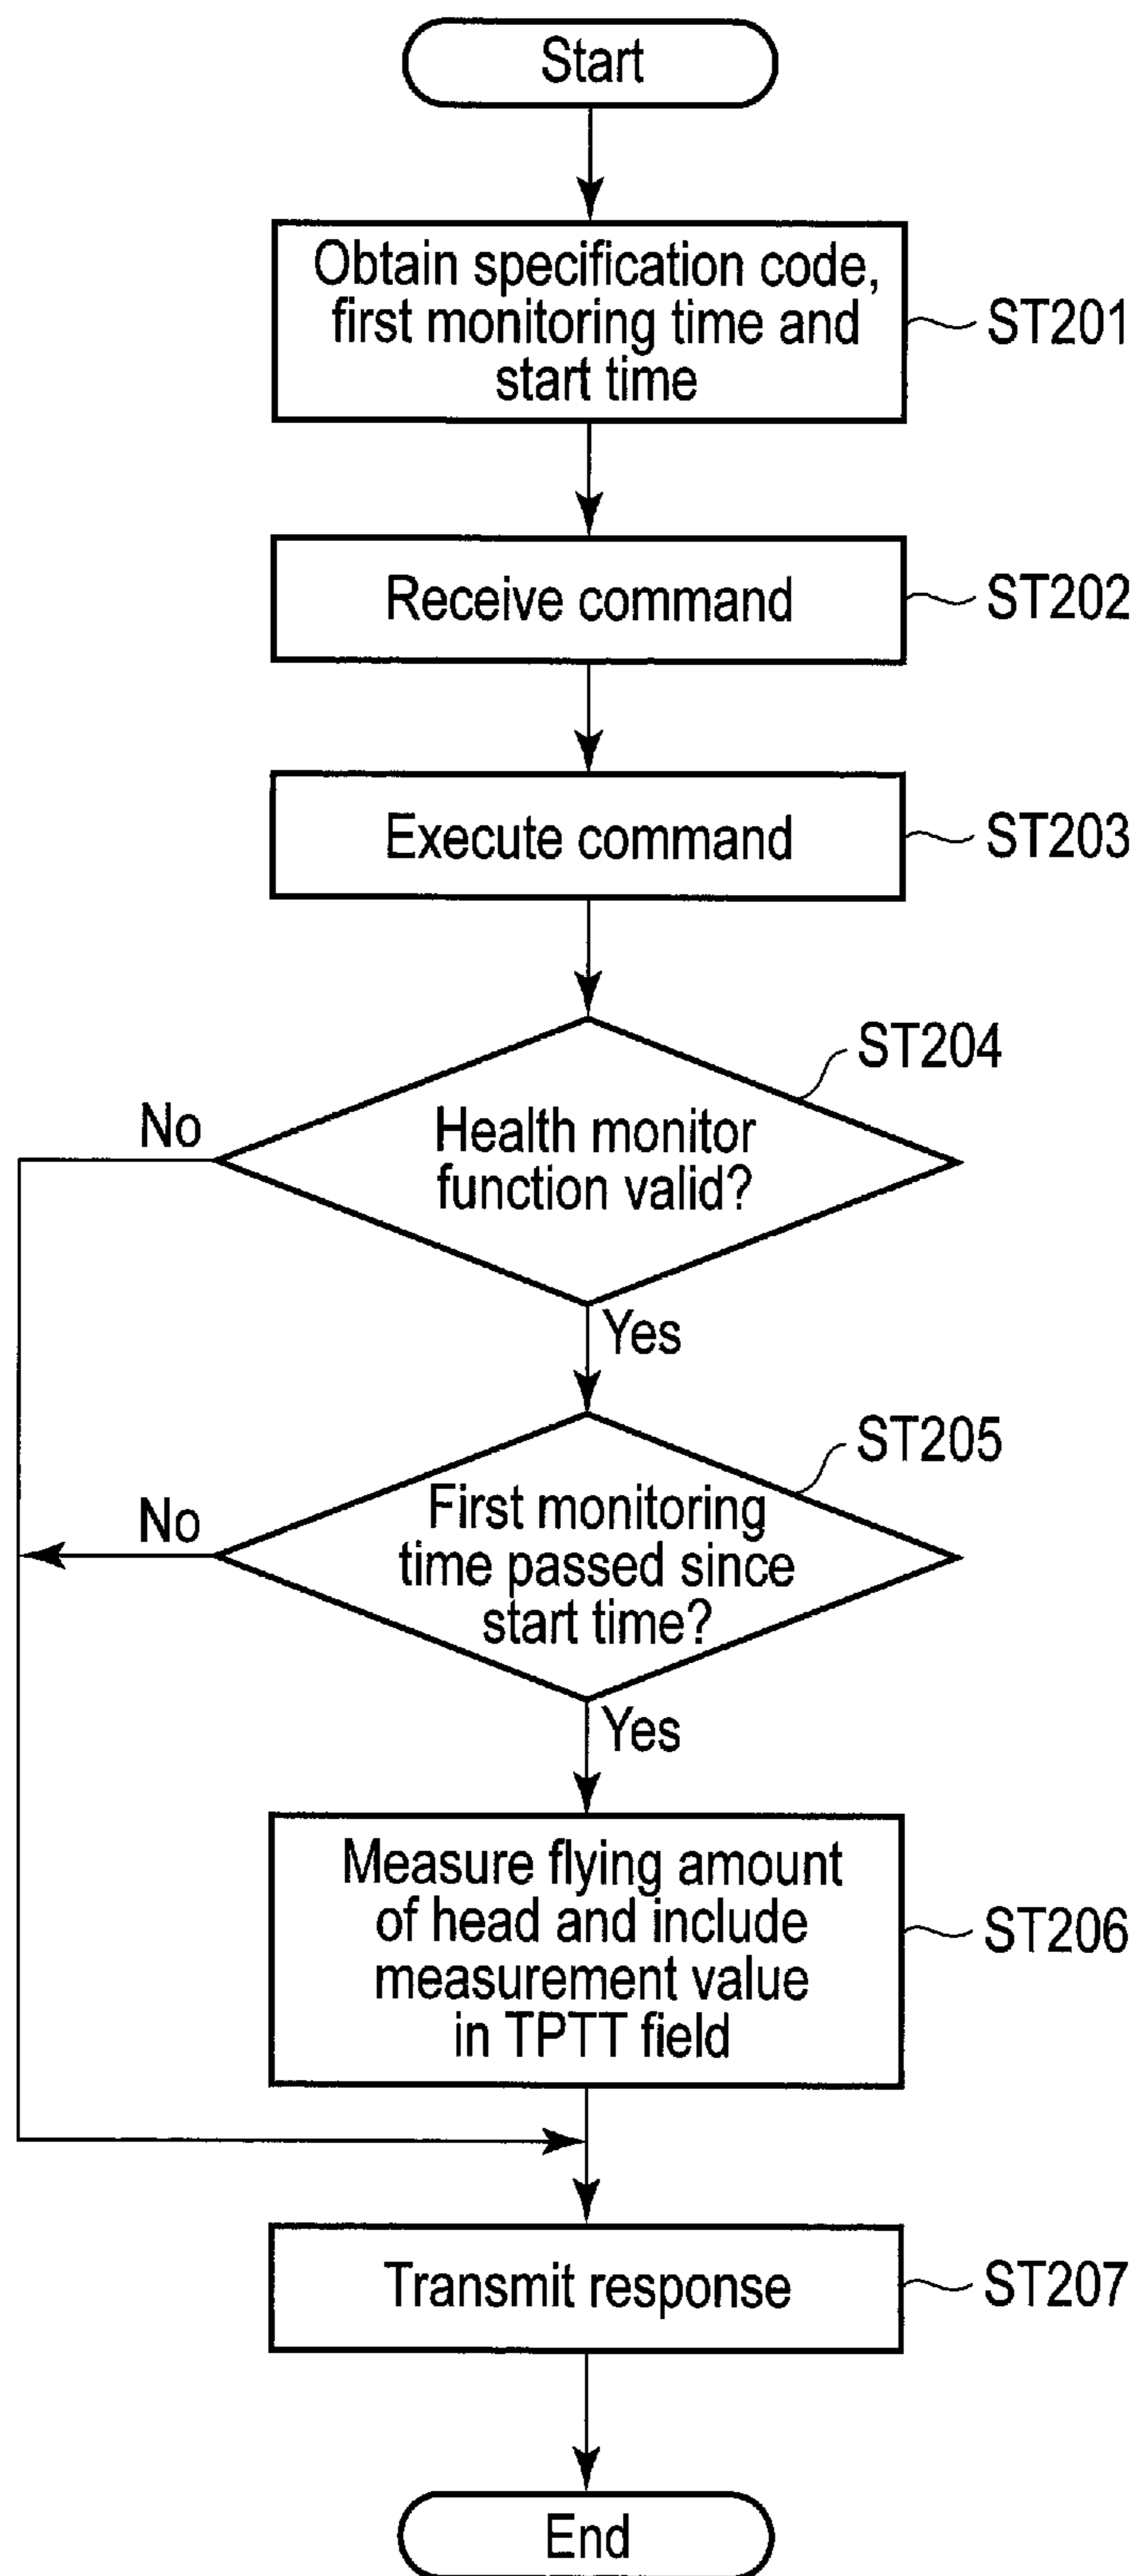 Start
Obtain specification code,
first monitoring time and
start time
ST201
Receive command
ST202
Execute command
ST203
ST204
No
Health monitor
function valid?
Yes
ST205
No
First monitoring
time passed since
start time?
Yes
Measure flying amount
of head and include
measurement value
in TPTT field
ST206
Transmit response
ST207
End